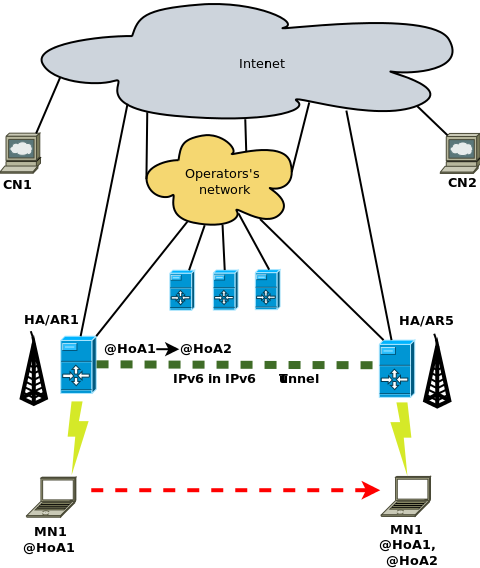 Intenet
Operators's
network
CN1
CN2
HA/AR1
HA/AR5
@HoA1 @HoA2
IPv6 in IPv6 Tunnel
MN1
@HoA1
MN1
@HoA1,
@HoA2